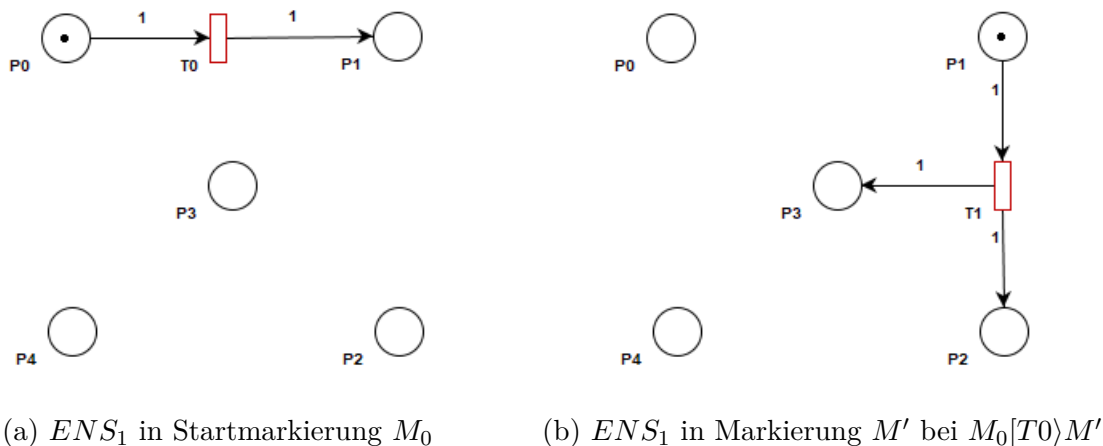 1 1
P0 T0 P1
P3
P4 P2
(a) ENS₁ in Startmarkierung M₀
P0 P1
1
1
P3 T1
1
P4 P2
(b) ENS₁ in Markierung M′ bei M₀[T0⟩M′